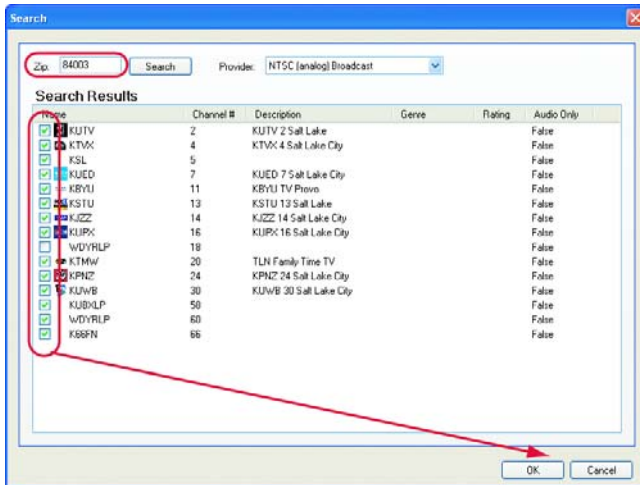 Search
Zip: 84003 Search Provider: NTSC (analog) Broadcast
Search Results
Name Channel # Description Genre Rating Audio Only
KUTV 2 KUTV 2 Salt Lake False
KTVX 4 KTVX 4 Salt Lake City False
KSL 5 False
KUED 7 KUED 7 Salt Lake City False
KBYU 11 KBYU TV Provo False
KSTU 13 KSTU 13 Salt Lake False
KJZZ 14 KJZZ 14 Salt Lake City False
KUPX 16 KUPX 16 Salt Lake City False
WDYRLP 18 False
KTMW 20 TLN Family Time TV False
KPNZ 24 KPNZ 24 Salt Lake City False
KUWB 30 KUWB 30 Salt Lake City False
KUBXLP 58 False
WDYRLP 60 False
K66FN 66 False
OK Cancel